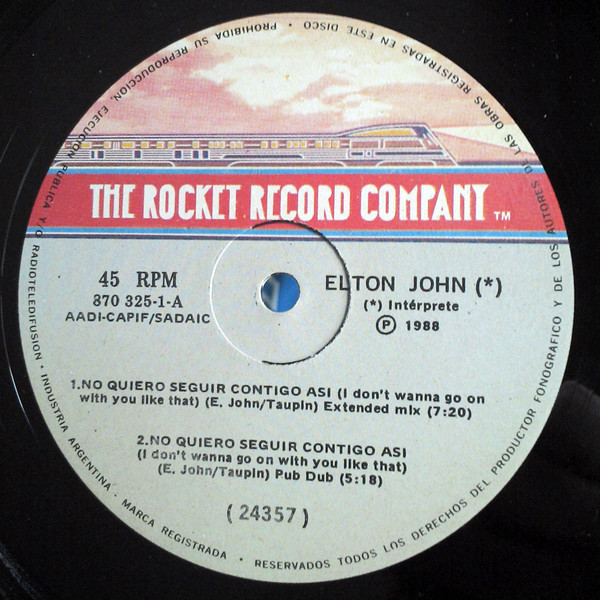 THE ROCKET RECORD COMPANY TM
45 RPM
870 325-1-A
AADI-CAPIF/SADAIC
ELTON JOHN (*)
(*) Intérprete
Ⓟ 1988
1.NO QUIERO SEGUIR CONTIGO ASI (I don't wanna go on
with you like that) (E. John/Taupin) Extended mix (7:20)
2.NO QUIERO SEGUIR CONTIGO ASI
(I don't wanna go on with you like that)
(E. John/Taupin) Pub Dub (5:18)
(24357)
INDUSTRIA ARGENTINA - MARCA REGISTRADA • RESERVADOS TODOS LOS DERECHOS DEL PRODUCTOR FONOGRAFICO Y DE LOS AUTORES DE LAS OBRAS REGISTRADAS EN ESTE DISCO • PROHIBIDA SU REPRODUCCION, EJECUCION PUBLICA Y/O RADIOTELEDIFUSION •